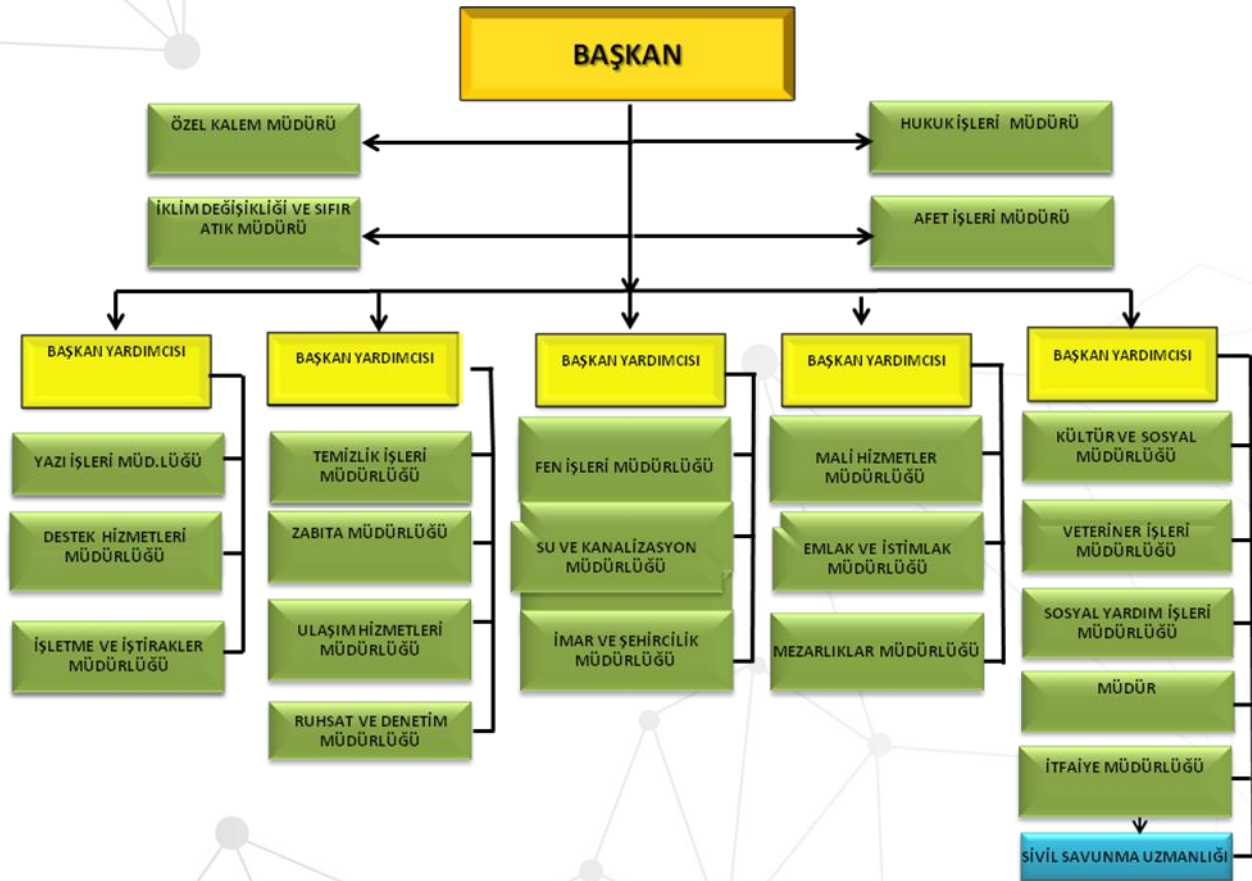 BAŞKAN
ÖZEL KALEM MÜDÜRÜ
HUKUK İŞLERİ MÜDÜRÜ
İKLİM DEĞİŞİKLİĞİ VE SIFIR
ATIK MÜDÜRÜ
AFET İŞLERİ MÜDÜRÜ
BAŞKAN YARDIMCISI
YAZI İŞLERİ MÜD.LÜĞÜ
DESTEK HİZMETLERİ
MÜDÜRLÜĞÜ
İŞLETME VE İŞTİRAKLER
MÜDÜRLÜĞÜ
BAŞKAN YARDIMCISI
TEMİZLİK İŞLERİ
MÜDÜRLÜĞÜ
ZABITA MÜDÜRLÜĞÜ
ULAŞIM HİZMETLERİ
MÜDÜRLÜĞÜ
RUHSAT VE DENETİM
MÜDÜRLÜĞÜ
BAŞKAN YARDIMCISI
FEN İŞLERİ MÜDÜRLÜĞÜ
SU VE KANALİZASYON
MÜDÜRLÜĞÜ
İMAR VE ŞEHİRCİLİK
MÜDÜRLÜĞÜ
BAŞKAN YARDIMCISI
MALİ HİZMETLER
MÜDÜRLÜĞÜ
EMLAK VE İSTİMLAK
MÜDÜRLÜĞÜ
MEZARLIKLAR MÜDÜRLÜĞÜ
BAŞKAN YARDIMCISI
KÜLTÜR VE SOSYAL
MÜDÜRLÜĞÜ
VETERİNER İŞLERİ
MÜDÜRLÜĞÜ
SOSYAL YARDIM İŞLERİ
MÜDÜRLÜĞÜ
MÜDÜR
İTFAİYE MÜDÜRLÜĞÜ
SİVİL SAVUNMA UZMANLIĞI